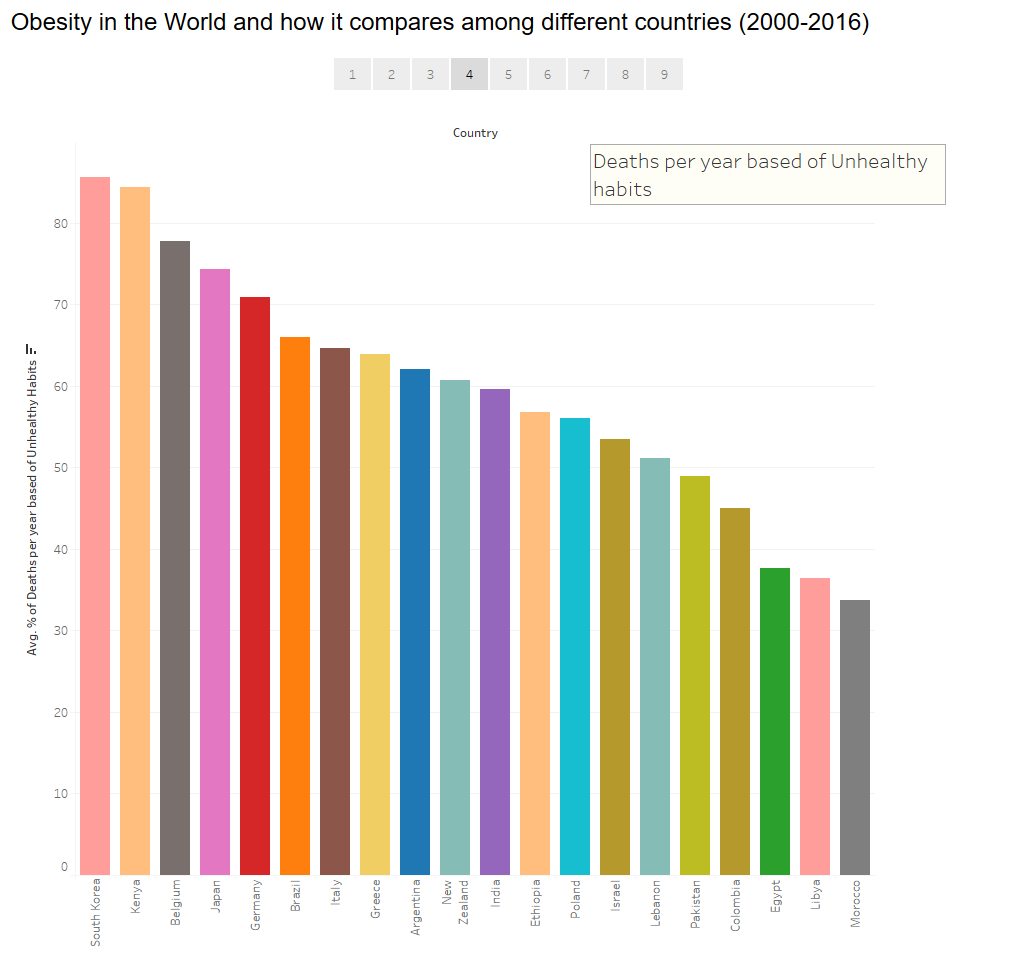 Obesity in the World and how it compares among different countries (2000-2016)
1 2 3 4 5 6 7 8 9
Country
Deaths per year based of Unhealthy
habits
Avg. % of Deaths per year based of Unhealthy Habits
80
70
60
50
40
30
20
10
0
South Korea
Kenya
Belgium
Japan
Germany
Brazil
Italy
Greece
Argentina
New
Zealand
India
Ethiopia
Poland
Israel
Lebanon
Pakistan
Colombia
Egypt
Libya
Morocco